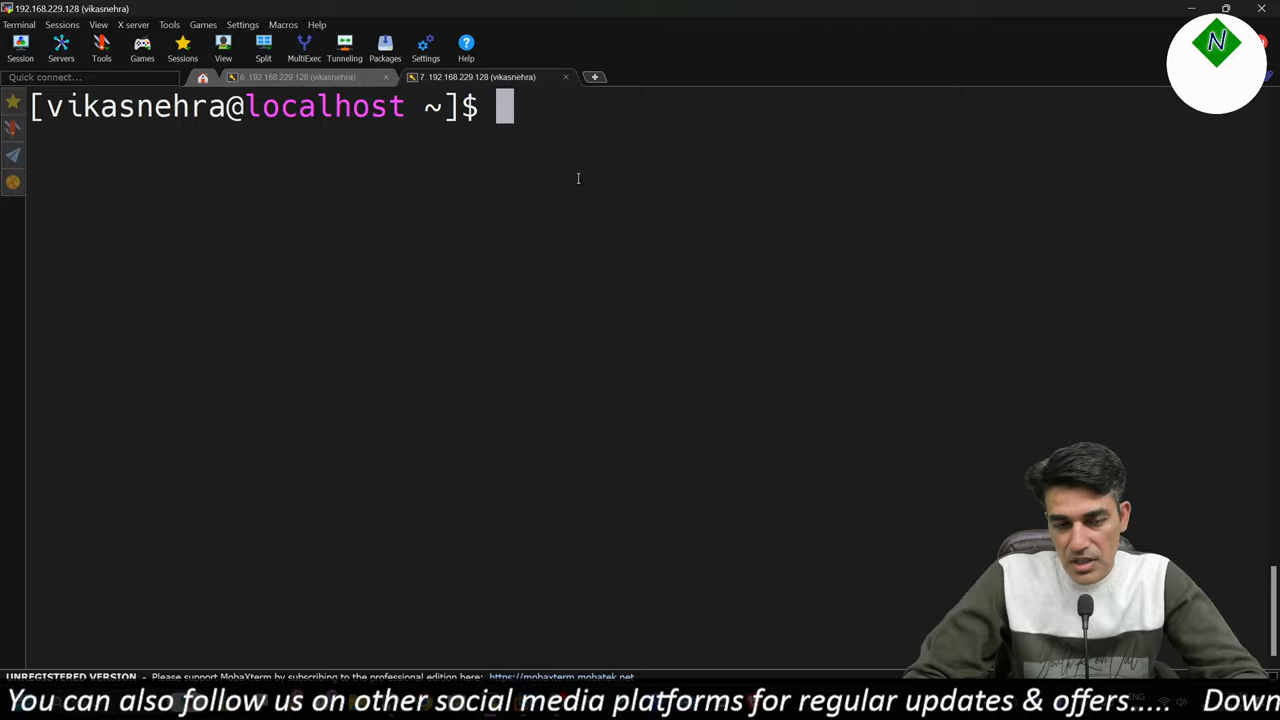 192.168.229.128 (vikasnehra)
Terminal Sessions View X server Tools Games Settings Macros Help
Session Servers Tools Games Sessions View Split MultiExec Tunneling Packages Settings Help
Quick connect... 6. 192.168.229.128 (vikasnehra) 7. 192.168.229.128 (vikasnehra)
N
[vikasnehra@localhost ~]$
UNREGISTERED VERSION - Please support MobaXterm by subscribing to the professional edition here: https://mobaxterm.mobatek.net
ENG
You can also follow us on other social media platforms for regular updates & offers..... Down